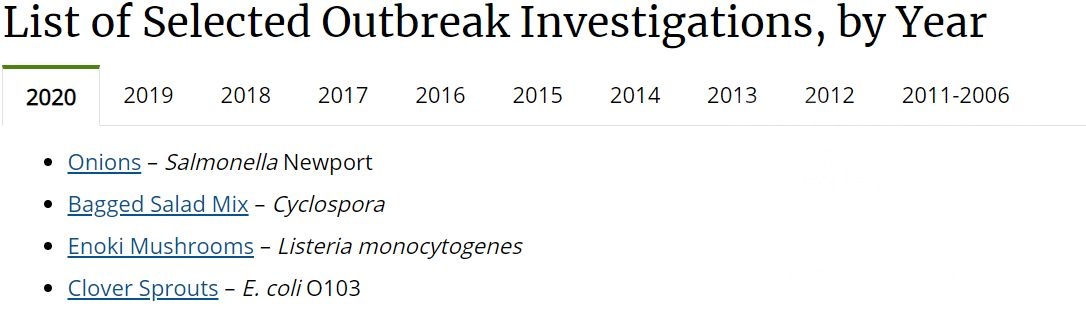 List of Selected Outbreak Investigations, by Year
2020 2019 2018 2017 2016 2015 2014 2013 2012 2011-2006
• Onions – Salmonella Newport
• Bagged Salad Mix – Cyclospora
• Enoki Mushrooms – Listeria monocytogenes
• Clover Sprouts – E. coli O103